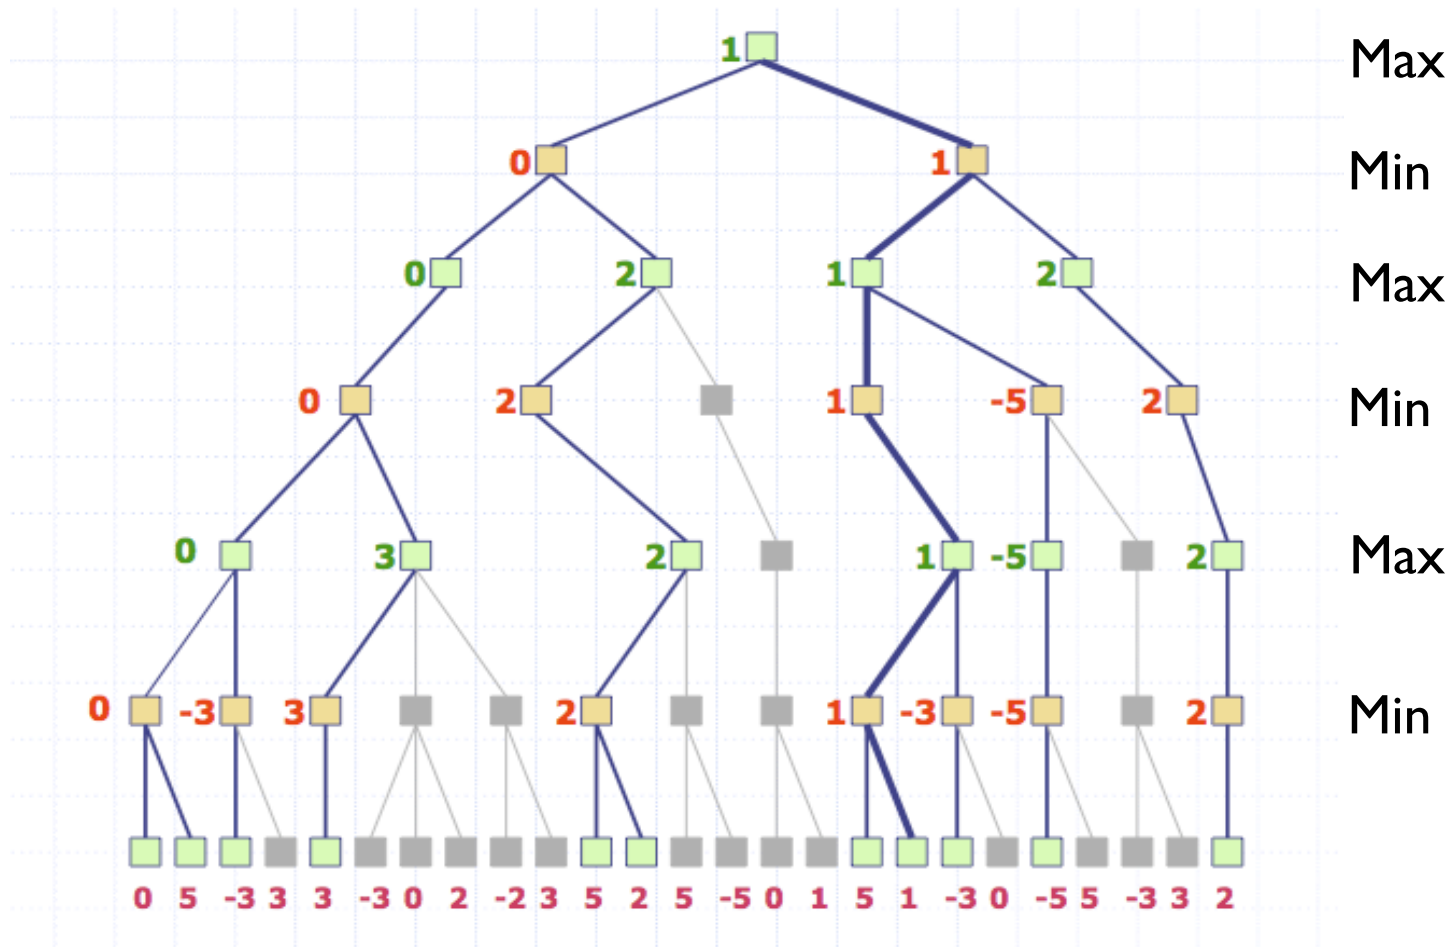 1 Max
0 1 Min
0 2 1 2 Max
0 2 1 -5 2 Min
0 3 2 1 -5 2 Max
0 -3 3 2 1 -3 -5 2 Min
0 5 -3 3 3 -3 0 2 -2 3 5 2 5 -5 0 1 5 1 -3 0 -5 5 -3 3 2